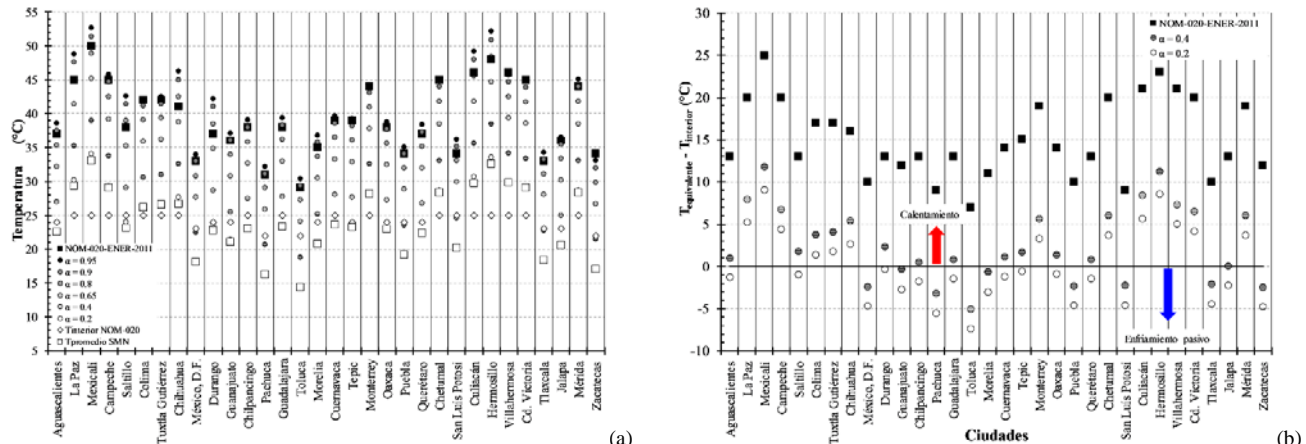 55
50
45
40
35
30
25
20
15
10
5
Temperatura (°C)
NOM-020-ENER-2011
α = 0.95
α = 0.9
α = 0.8
α = 0.65
α = 0.4
α = 0.2
Tinterior NOM-020
Tpromedio SMN
Aguascalientes
La Paz
Mexicali
Campeche
Saltillo
Colima
Tuxtla Gutiérrez
Chihuahua
México, D.F.
Durango
Guanajuato
Chilpancingo
Pachuca
Guadalajara
Toluca
Morelia
Cuernavaca
Tepic
Monterrey
Oaxaca
Puebla
Querétaro
Chetumal
San Luis Potosí
Culiacán
Hermosillo
Villahermosa
Cd. Victoria
Tlaxcala
Jalapa
Mérida
Zacatecas
(a)
30
25
20
15
10
5
0
-5
-10
Tequivalente - Tinterior (°C)
NOM-020-ENER-2011
α = 0.4
α = 0.2
Calentamiento
Enfriamiento pasivo
Aguascalientes
La Paz
Mexicali
Campeche
Saltillo
Colima
Tuxtla Gutiérrez
Chihuahua
México, D.F.
Durango
Guanajuato
Chilpancingo
Pachuca
Guadalajara
Toluca
Morelia
Cuernavaca
Tepic
Monterrey
Oaxaca
Puebla
Querétaro
Chetumal
San Luis Potosí
Culiacán
Hermosillo
Villahermosa
Cd. Victoria
Tlaxcala
Jalapa
Mérida
Zacatecas
Ciudades
(b)